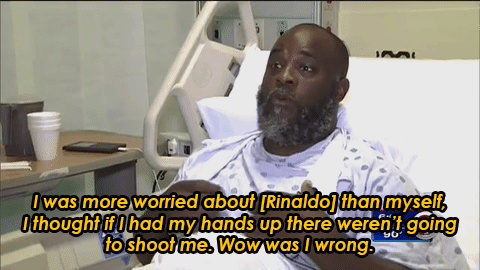 I was more worried about [Rinaldo] than myself,
I thought if I had my hands up there weren't going
to shoot me. Wow was I wrong.